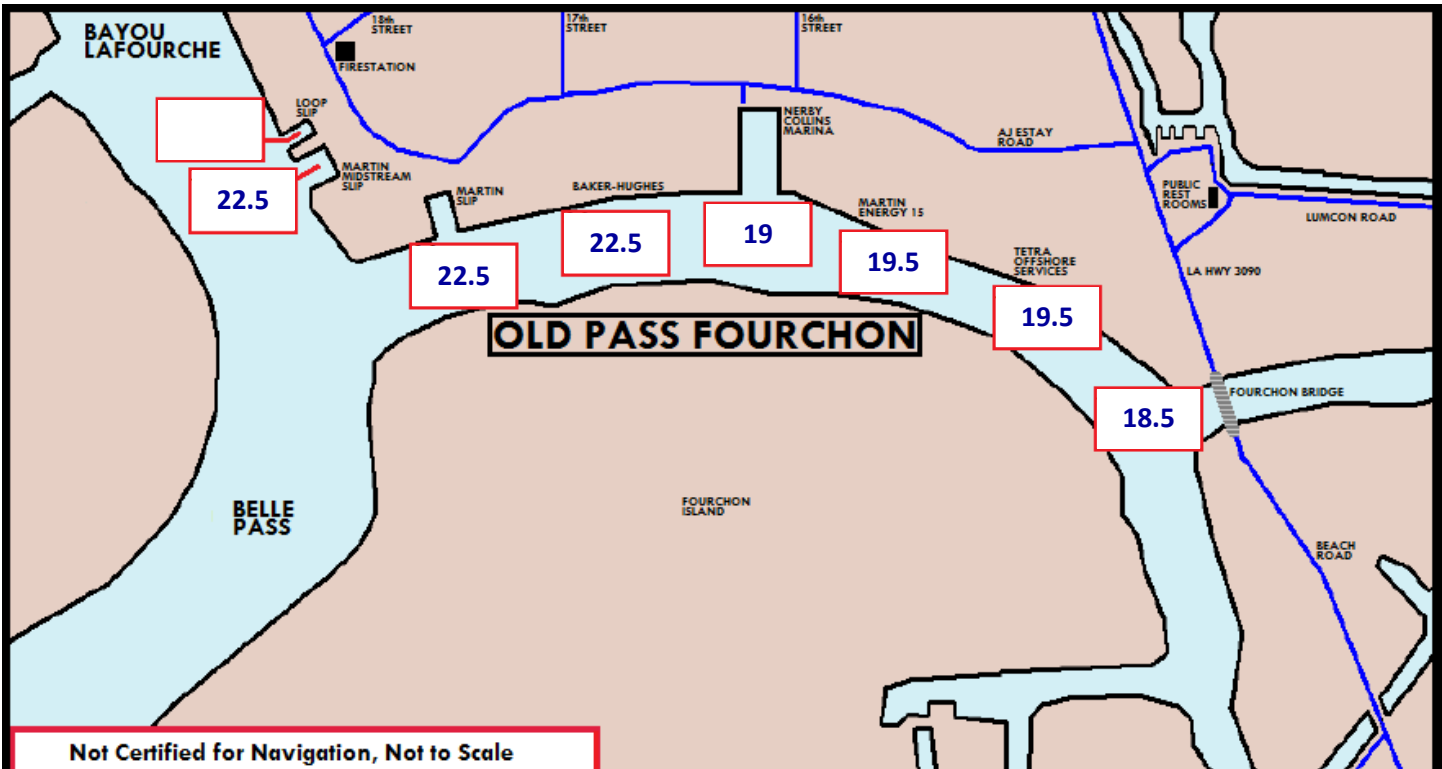 BAYOU
LAFOURCHE
18th
STREET
17th
STREET
16th
STREET
FIRESTATION
LOOP
SLIP
NERBY
COLLINS
MARINA
AJ ESTAY
ROAD
MARTIN
MIDSTREAM
SLIP
22.5
MARTIN
SLIP
BAKER-HUGHES
MARTIN
ENERGY 15
PUBLIC
REST
ROOMS
LUMCON ROAD
22.5
22.5
19
19.5
TETRA
OFFSHORE
SERVICES
19.5
LA HWY 3090
OLD PASS FOURCHON
18.5
FOURCHON BRIDGE
BELLE
PASS
FOURCHON
ISLAND
BEACH
ROAD
Not Certified for Navigation, Not to Scale